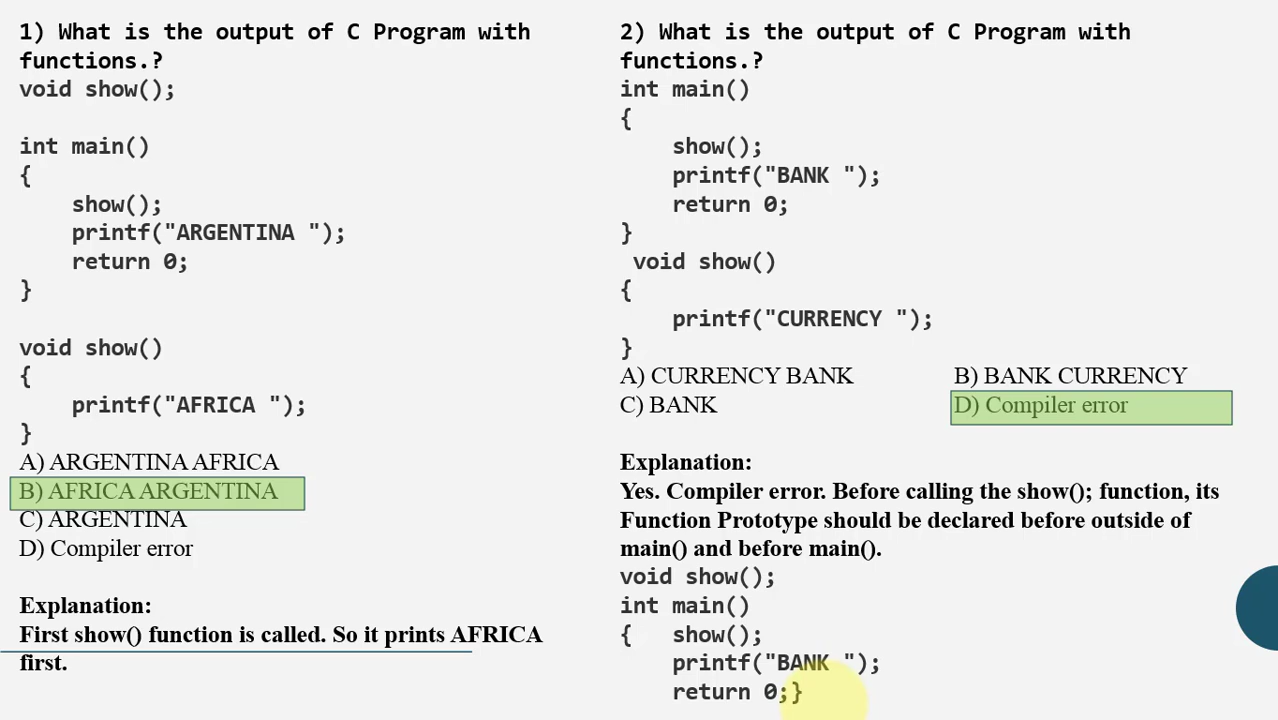 1) What is the output of C Program with
functions.?
void show();
int main()
{
show();
printf("ARGENTINA ");
return 0;
}
void show()
{
printf("AFRICA ");
}
A) ARGENTINA AFRICA
B) AFRICA ARGENTINA
C) ARGENTINA
D) Compiler error
Explanation:
First show() function is called. So it prints AFRICA
first.
2) What is the output of C Program with
functions.?
int main()
{
show();
printf("BANK ");
return 0;
}
void show()
{
printf("CURRENCY ");
}
A) CURRENCY BANK B) BANK CURRENCY
C) BANK D) Compiler error
Explanation:
Yes. Compiler error. Before calling the show(); function, its
Function Prototype should be declared before outside of
main() and before main().
void show();
int main()
{ show();
printf("BANK ");
return 0;}